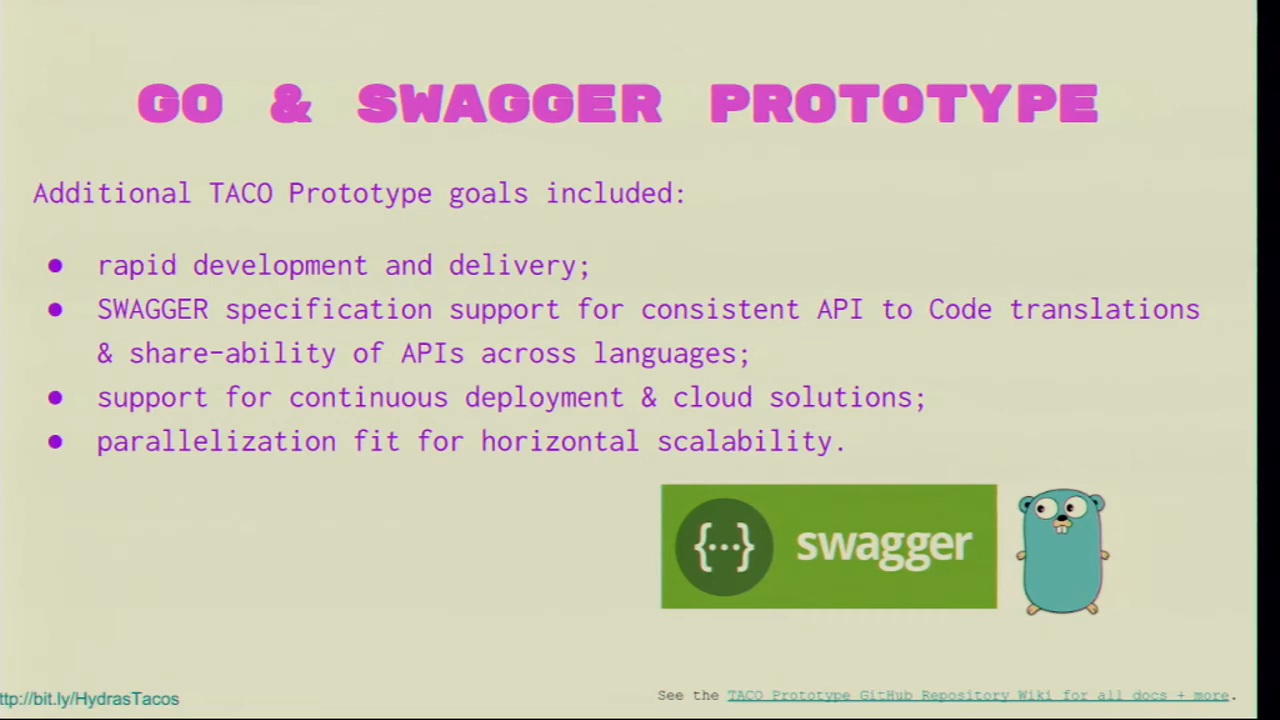 GO & SWAGGER PROTOTYPE
Additional TACO Prototype goals included:
● rapid development and delivery;
● SWAGGER specification support for consistent API to Code translations
& share-ability of APIs across languages;
● support for continuous deployment & cloud solutions;
● parallelization fit for horizontal scalability.
{···} swagger
ttp://bit.ly/HydrasTacos
See the TACO Prototype GitHub Repository Wiki for all docs + more.